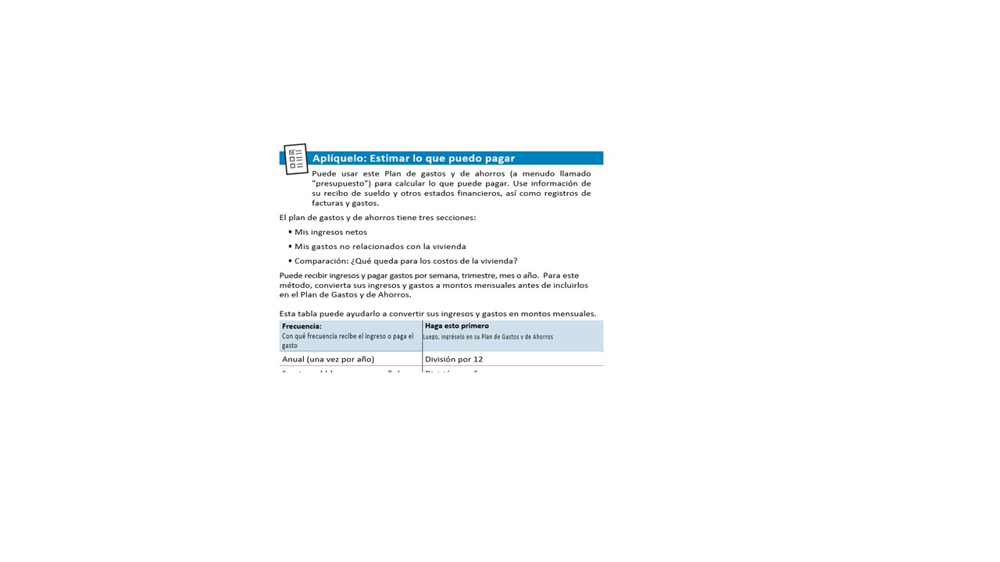 Aplíquelo: Estimar lo que puedo pagar
Puede usar este Plan de gastos y de ahorros (a menudo llamado
"presupuesto") para calcular lo que puede pagar. Use información de
su recibo de sueldo y otros estados financieros, así como registros de
facturas y gastos.
El plan de gastos y de ahorros tiene tres secciones:
▪ Mis ingresos netos
▪ Mis gastos no relacionados con la vivienda
▪ Comparación: ¿Qué queda para los costos de la vivienda?
Puede recibir ingresos y pagar gastos por semana, trimestre, mes o año. Para este
método, convierta sus ingresos y gastos a montos mensuales antes de incluirlos
en el Plan de Gastos y de Ahorros.
Esta tabla puede ayudarlo a convertir sus ingresos y gastos en montos mensuales.
Frecuencia:
Con qué frecuencia recibe el ingreso o paga el
gasto
Haga esto primero
Luego, ingréselo en su Plan de Gastos y de Ahorros
Anual (una vez por año)
División por 12